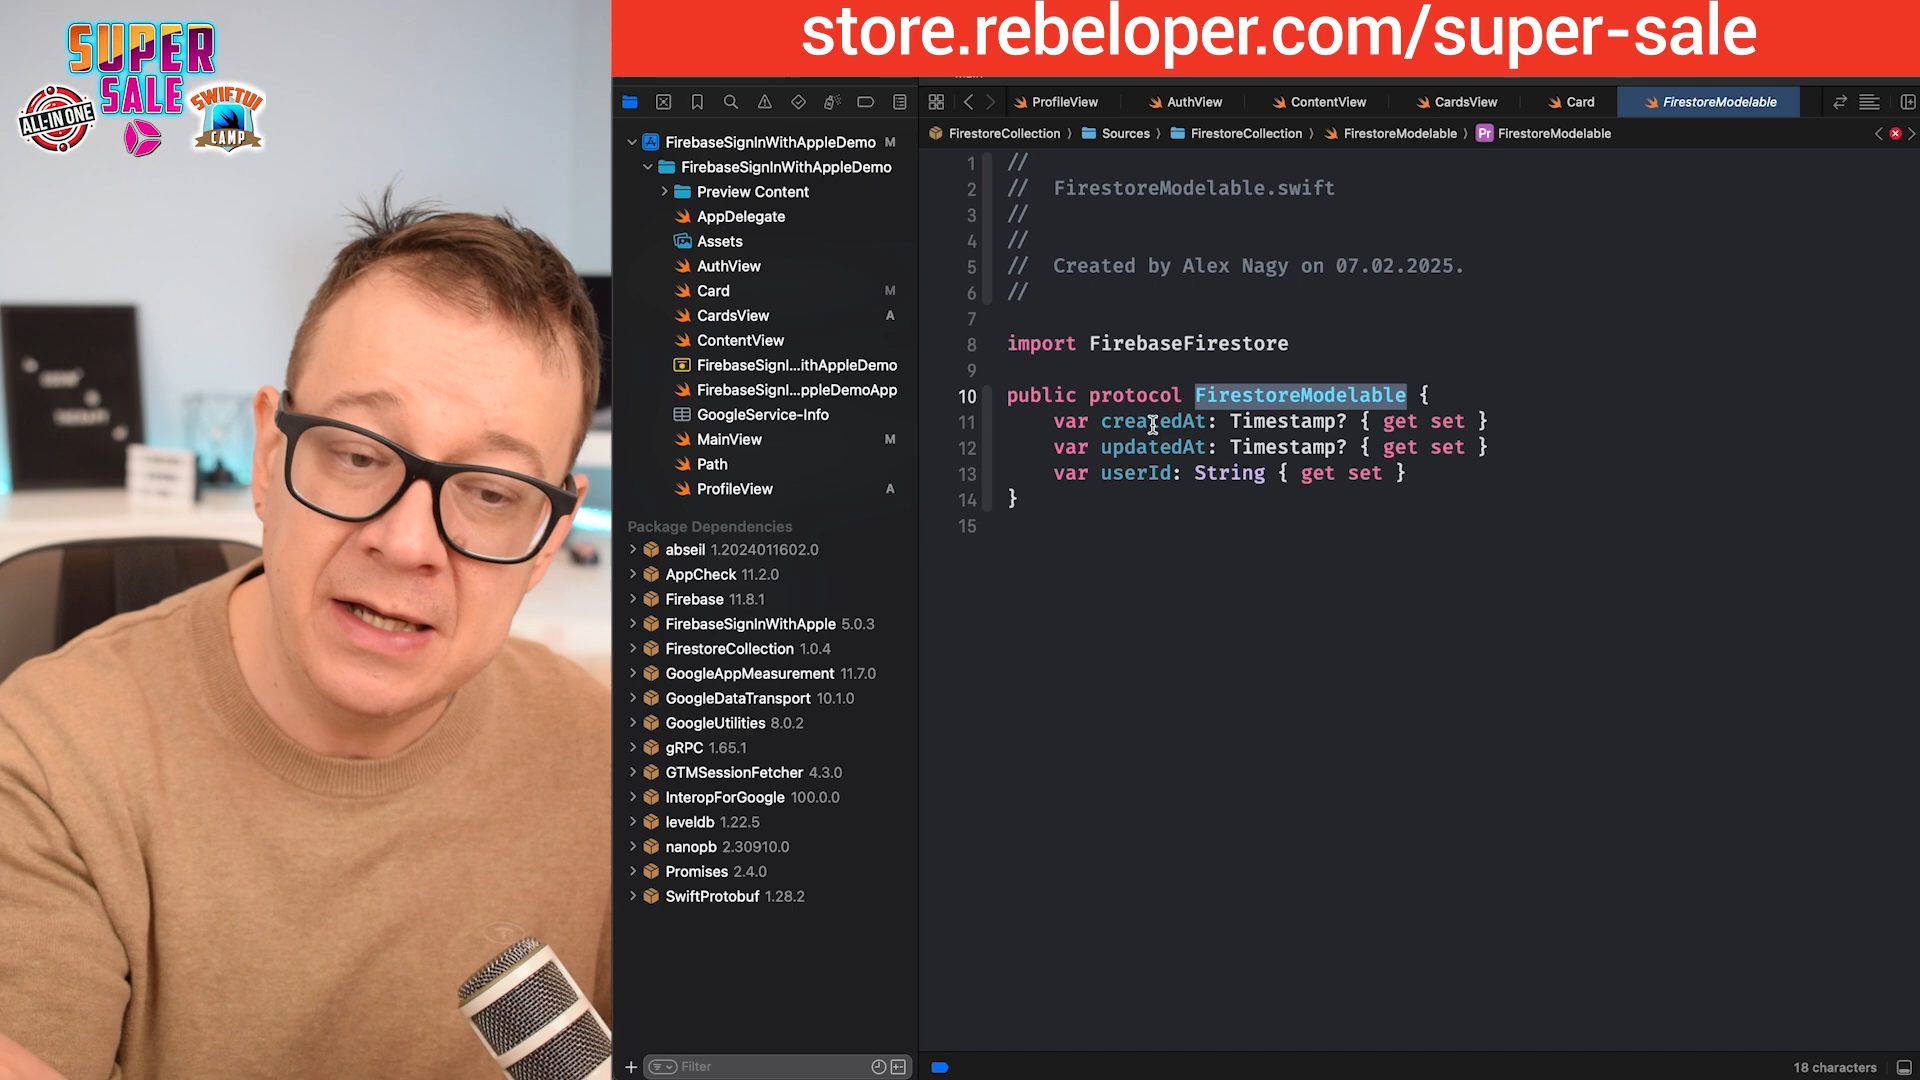 SUPER
SALE
ALL-IN-ONE
SWIFTUI
CAMP
store.rebeloper.com/super-sale
ProfileView
AuthView
ContentView
CardsView
Card
FirestoreModelable
FirestoreCollection
Sources
FirestoreCollection
FirestoreModelable
Pr FirestoreModelable
FirebaseSignInWithAppleDemo M
FirebaseSignInWithAppleDemo
Preview Content
AppDelegate
Assets
AuthView
Card M
CardsView A
ContentView
FirebaseSignI...ithAppleDemo
FirebaseSignI...ppleDemoApp
GoogleService-Info
MainView M
Path
ProfileView A
Package Dependencies
abseil 1.2024011602.0
AppCheck 11.2.0
Firebase 11.8.1
FirebaseSignInWithApple 5.0.3
FirestoreCollection 1.0.4
GoogleAppMeasurement 11.7.0
GoogleDataTransport 10.1.0
GoogleUtilities 8.0.2
gRPC 1.65.1
GTMSessionFetcher 4.3.0
InteropForGoogle 100.0.0
leveldb 1.22.5
nanopb 2.30910.0
Promises 2.4.0
SwiftProtobuf 1.28.2
Filter
1 //
2 // FirestoreModelable.swift
3 //
4 //
5 // Created by Alex Nagy on 07.02.2025.
6 //
7
8 import FirebaseFirestore
9
10 public protocol FirestoreModelable {
11 var createdAt: Timestamp? { get set }
12 var updatedAt: Timestamp? { get set }
13 var userId: String { get set }
14 }
15
18 characters